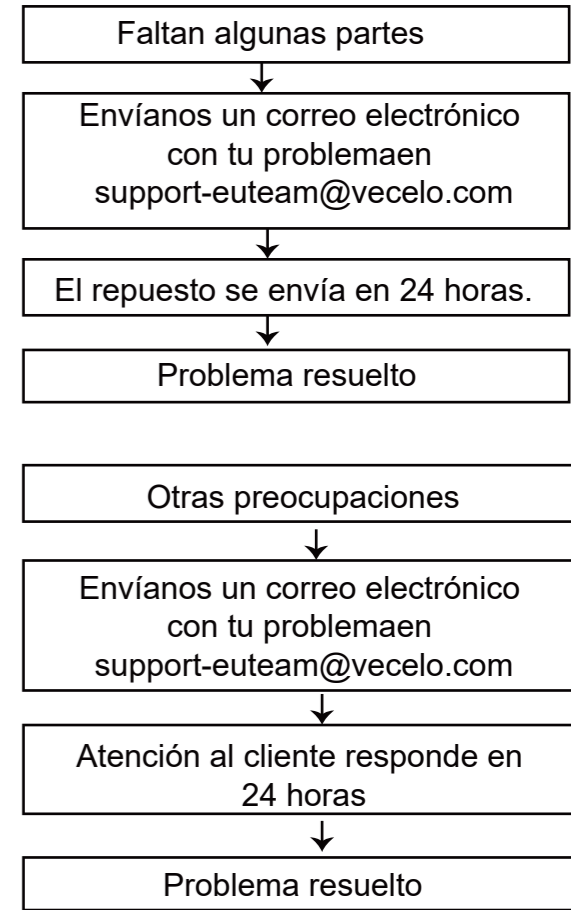 Faltan algunas partes
Envíanos un correo electrónico
con tu problemaen
support-euteam@vecelo.com
El repuesto se envía en 24 horas.
Problema resuelto
Otras preocupaciones
Envíanos un correo electrónico
con tu problemaen
support-euteam@vecelo.com
Atención al cliente responde en
24 horas
Problema resuelto